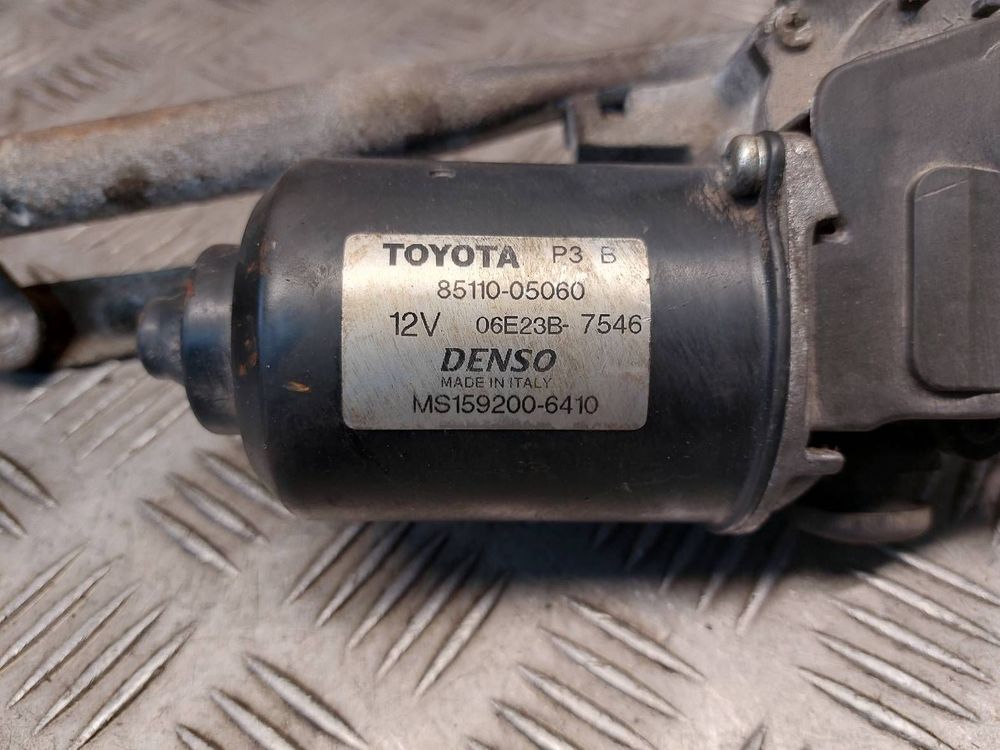 TOYOTA P3 B
85110-05060
12V 06E23B- 7546
DENSO
MADE IN ITALY
MS159200-6410